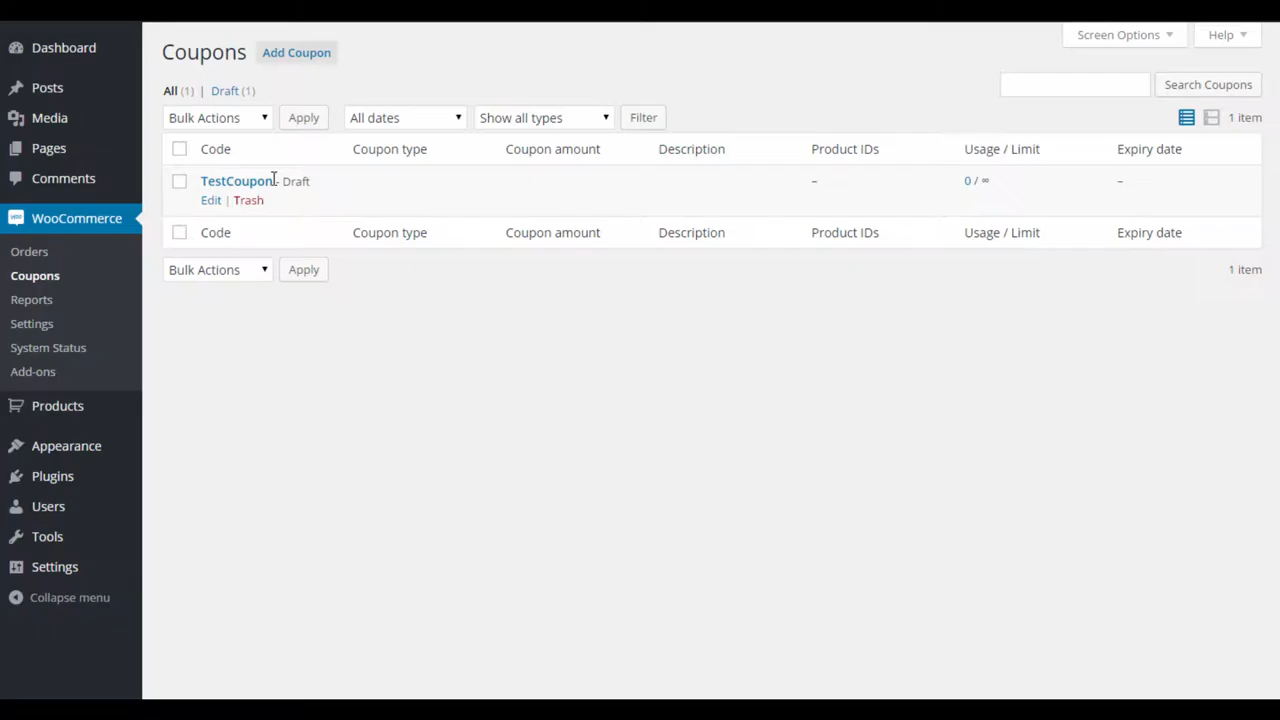 Screen Options Help
Coupons Add Coupon
All (1) | Draft (1)
Search Coupons
Bulk Actions Apply All dates Show all types Filter 1 item
Code Coupon type Coupon amount Description Product IDs Usage / Limit Expiry date
TestCoupon - Draft – 0 / ∞ –
Edit | Trash
Code Coupon type Coupon amount Description Product IDs Usage / Limit Expiry date
Bulk Actions Apply 1 item
Dashboard
Posts
Media
Pages
Comments
WooCommerce
Orders
Coupons
Reports
Settings
System Status
Add-ons
Products
Appearance
Plugins
Users
Tools
Settings
Collapse menu